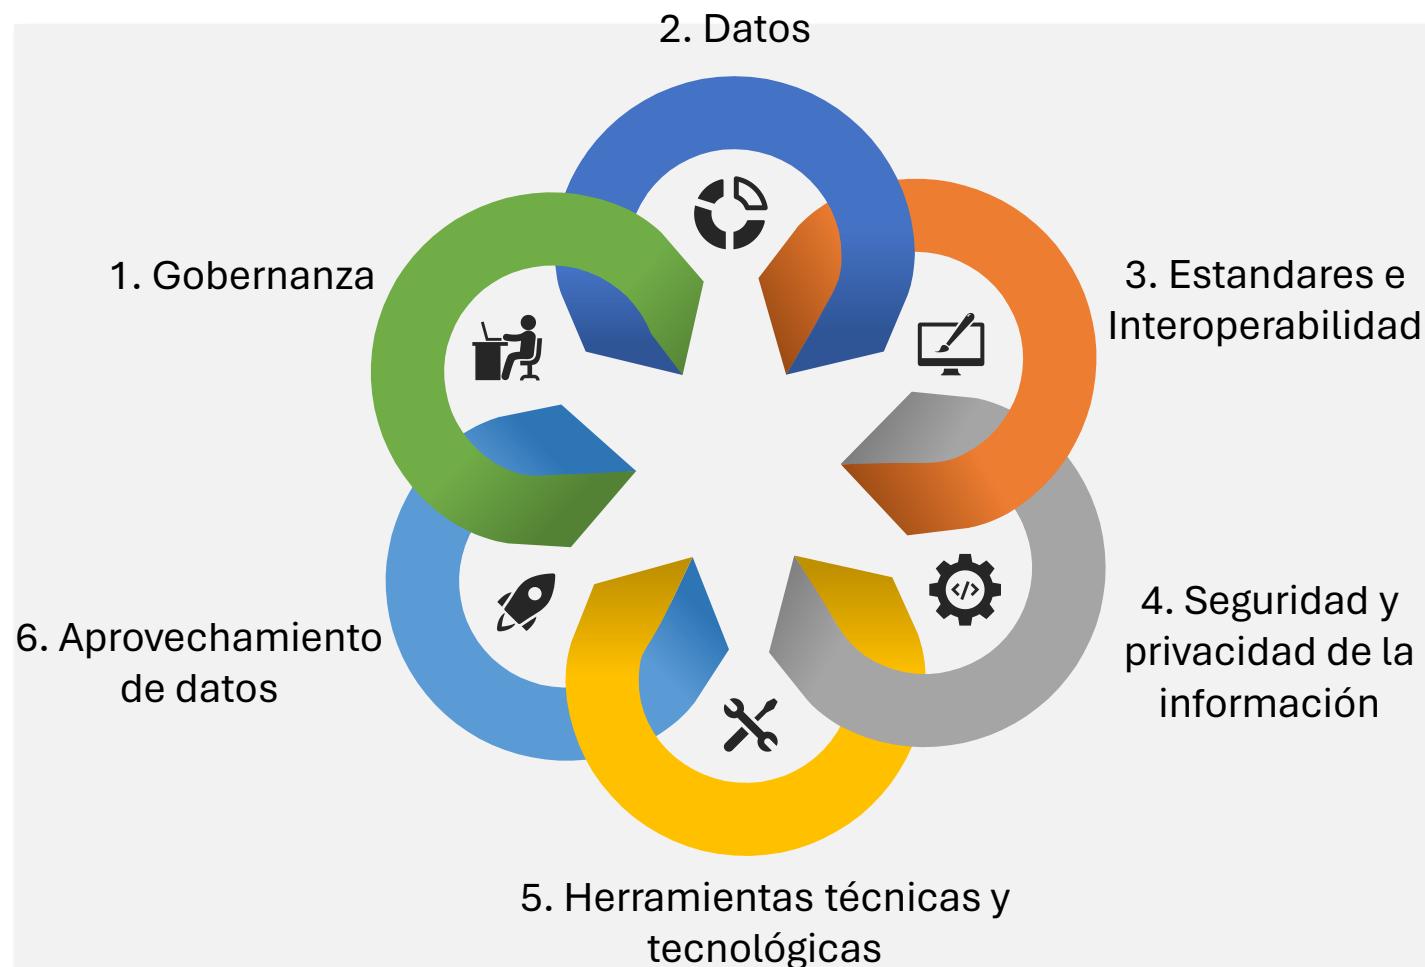 2. Datos
1. Gobernanza
3. Estandares e
Interoperabilidad
4. Seguridad y
privacidad de la
información
5. Herramientas técnicas y
tecnológicas
6. Aprovechamiento
de datos
</>